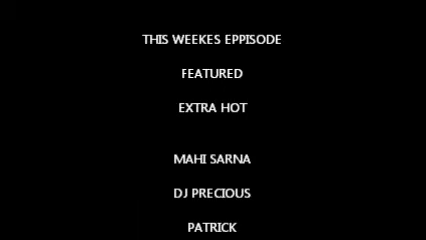 THIS WEEKES EPPISODE
FEATURED
EXTRA HOT
MAHI SARNA
DJ PRECIOUS
PATRICK